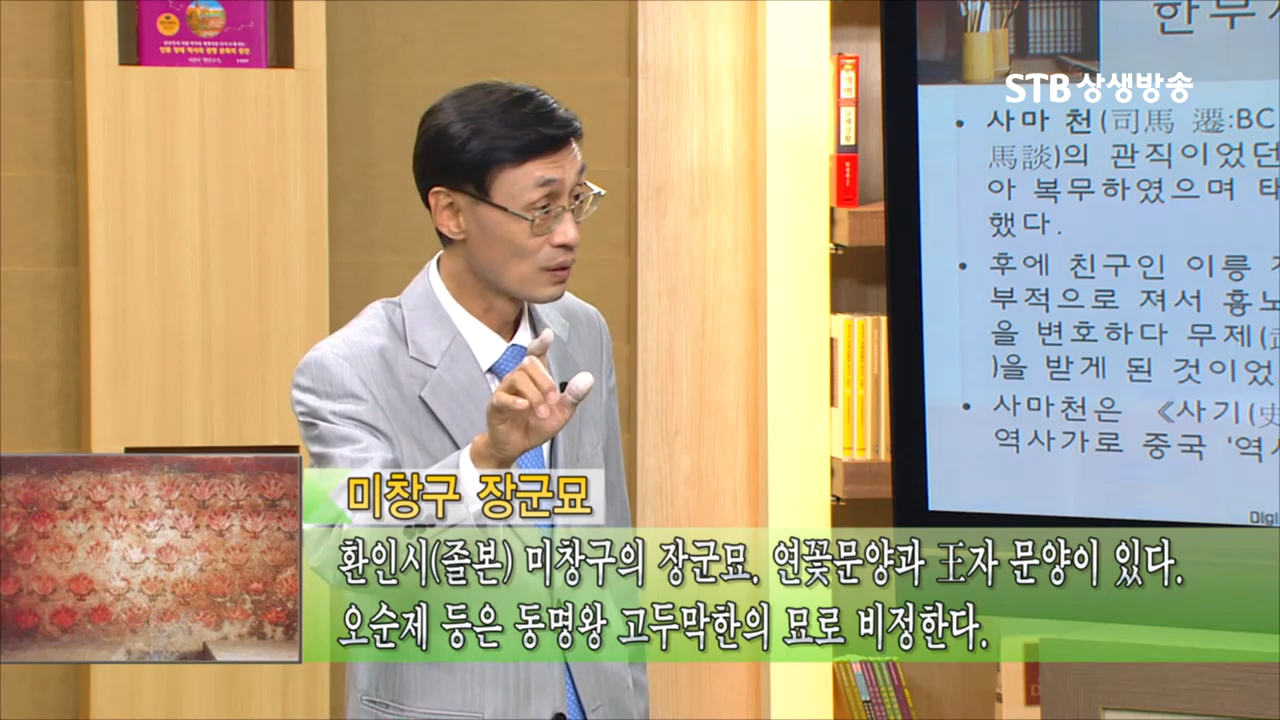 한무
STB 상생방송
• 사마 천(司馬 遷:BC
馬談)의 관직이었던
아 복무하였으며 태
했다.
• 후에 친구인 이릉
부적으로 져서 흉노
을 변호하다 무제(武
)을 받게 된 것이었
• 사마천은 《사기(史
역사가로 중국 '역사
Digi
미창구 장군묘
환인시(졸본) 미창구의 장군묘. 연꽃문양과 王자 문양이 있다.
오순제 등은 동명왕 고두막한의 묘로 비정한다.